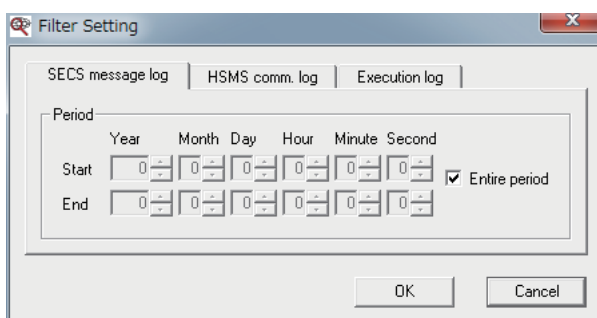 Filter Setting
SECS message log HSMS comm. log Execution log
Period
Year Month Day Hour Minute Second
Start 0 0 0 0 0 0 Entire period
End 0 0 0 0 0 0
OK Cancel